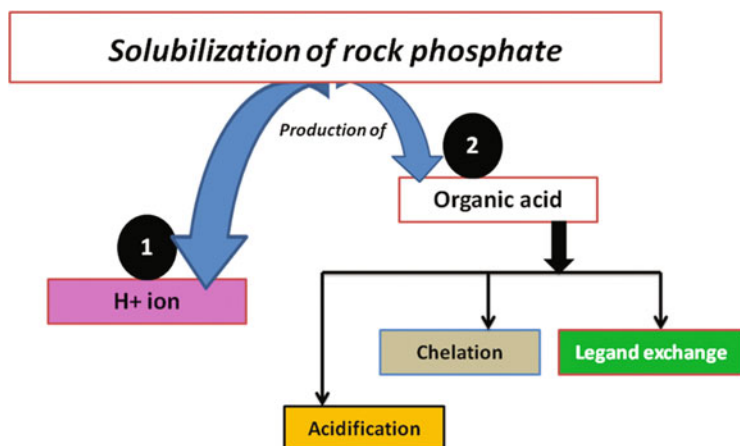 Solubilization of rock phosphate
Production of
2
Organic acid
1
H+ ion
Chelation
Legand exchange
Acidification